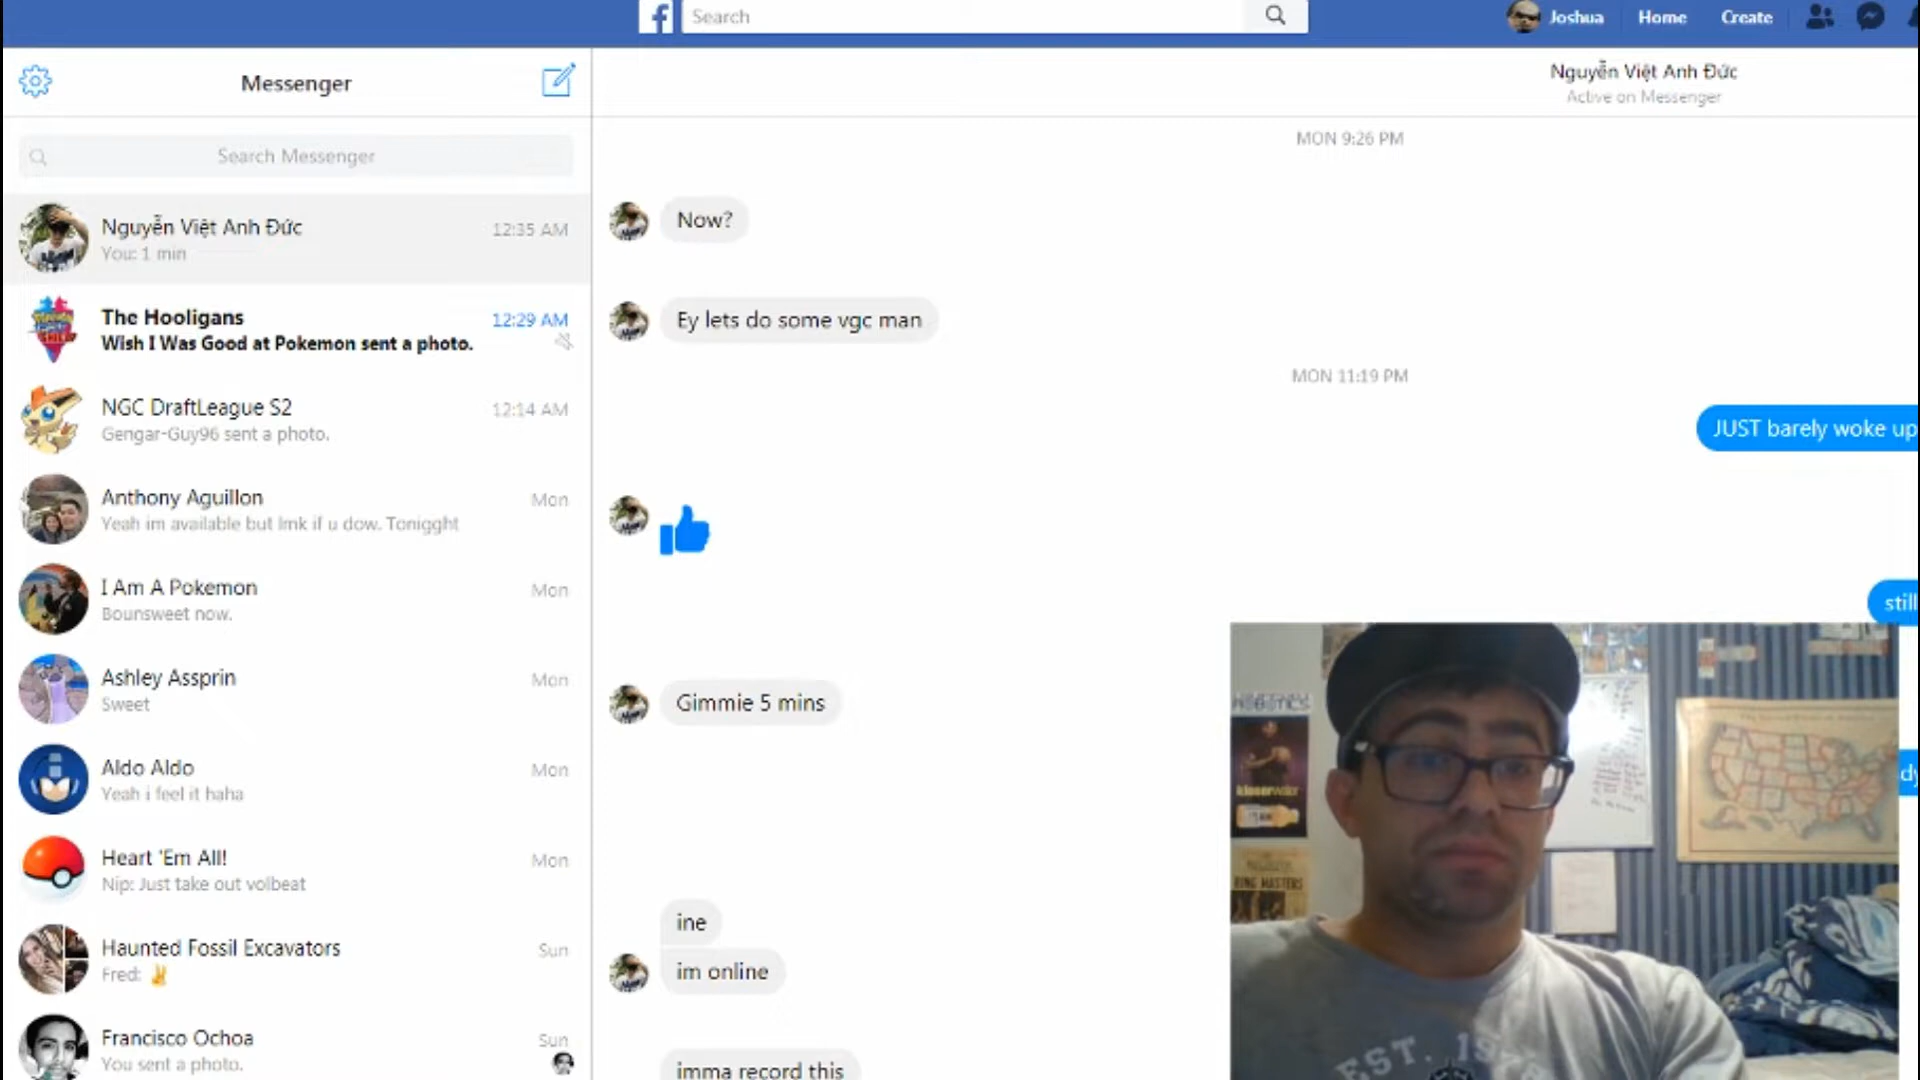 Search
Joshua
Home
Create
Messenger
Search Messenger
Nguyễn Việt Anh Đức
12:35 AM
You: 1 min
The Hooligans
12:29 AM
Wish I Was Good at Pokemon sent a photo.
NGC DraftLeague S2
12:14 AM
Gengar-Guy96 sent a photo.
Anthony Aguillon
Mon
Yeah im available but lmk if u dow. Tonigght
I Am A Pokemon
Mon
Bounsweet now.
Ashley Assprin
Mon
Sweet
Aldo Aldo
Mon
Yeah i feel it haha
Heart 'Em All!
Mon
Nip: Just take out volbeat
Haunted Fossil Excavators
Sun
Fred: ✌
Francisco Ochoa
Sun
You sent a photo.
Nguyễn Việt Anh Đức
Active on Messenger
MON 9:26 PM
Now?
Ey lets do some vgc man
MON 11:19 PM
JUST barely woke up
still
Gimmie 5 mins
dy
ine
im online
imma record this
RING MASTERS
EST.